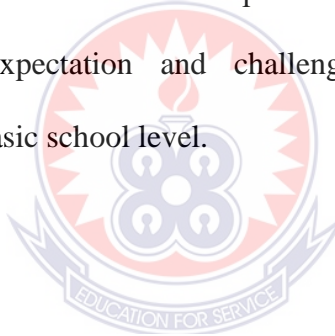 xpectation and challeng
asic school level.
EDUCATION FOR SERVICE